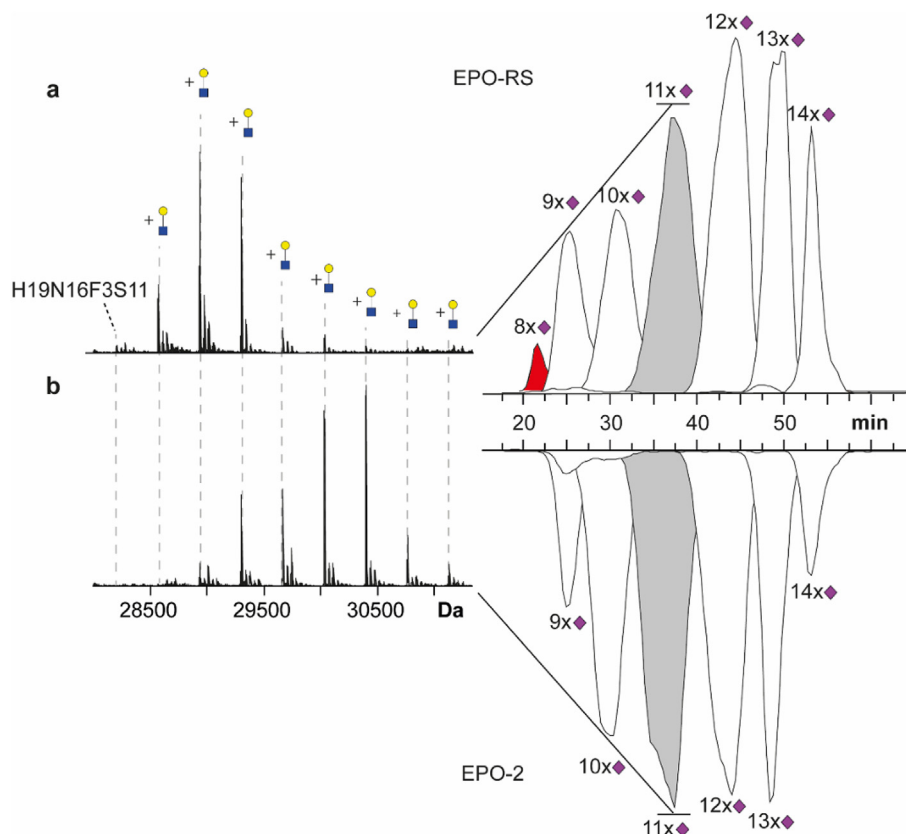 a
EPO-RS
12x
13x
11x
14x
9x
10x
8x
+
+
+
+
+
+
+
+
H19N16F3S11
b
20 30 40 50 min
28500 29500 30500 Da
9x
14x
10x
12x
13x
11x
EPO-2